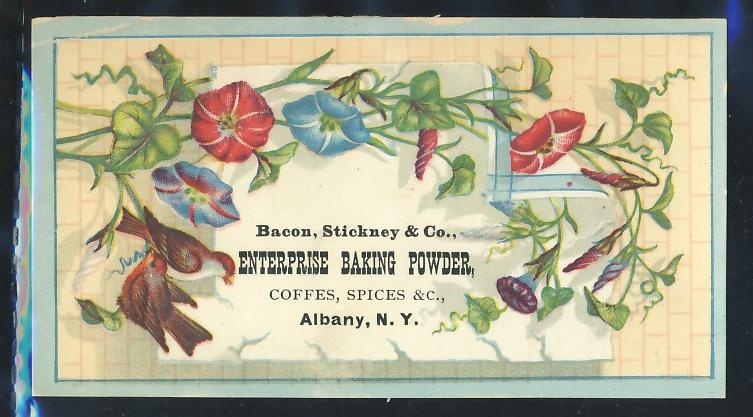 Bacon, Stickney & Co.,
ENTERPRISE BAKING POWDER,
COFFES, SPICES &C.,
Albany, N. Y.